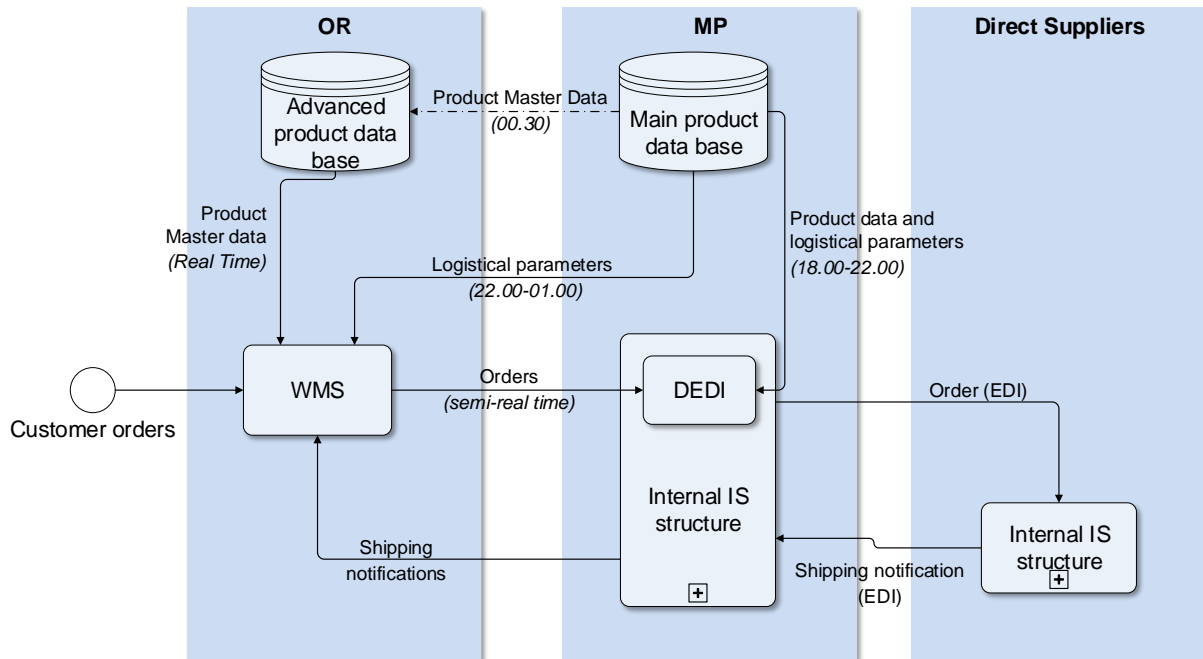 OR
MP
Direct Suppliers
Advanced
product data
base
Product Master Data
(00.30)
Main product
data base
Product
Master data
(Real Time)
Product data and
logistical parameters
(18.00-22.00)
Logistical parameters
(22.00-01.00)
Customer orders
WMS
Orders
(semi-real time)
DEDI
Order (EDI)
Internal IS
structure
Shipping
notifications
Shipping notification
(EDI)
Internal IS
structure